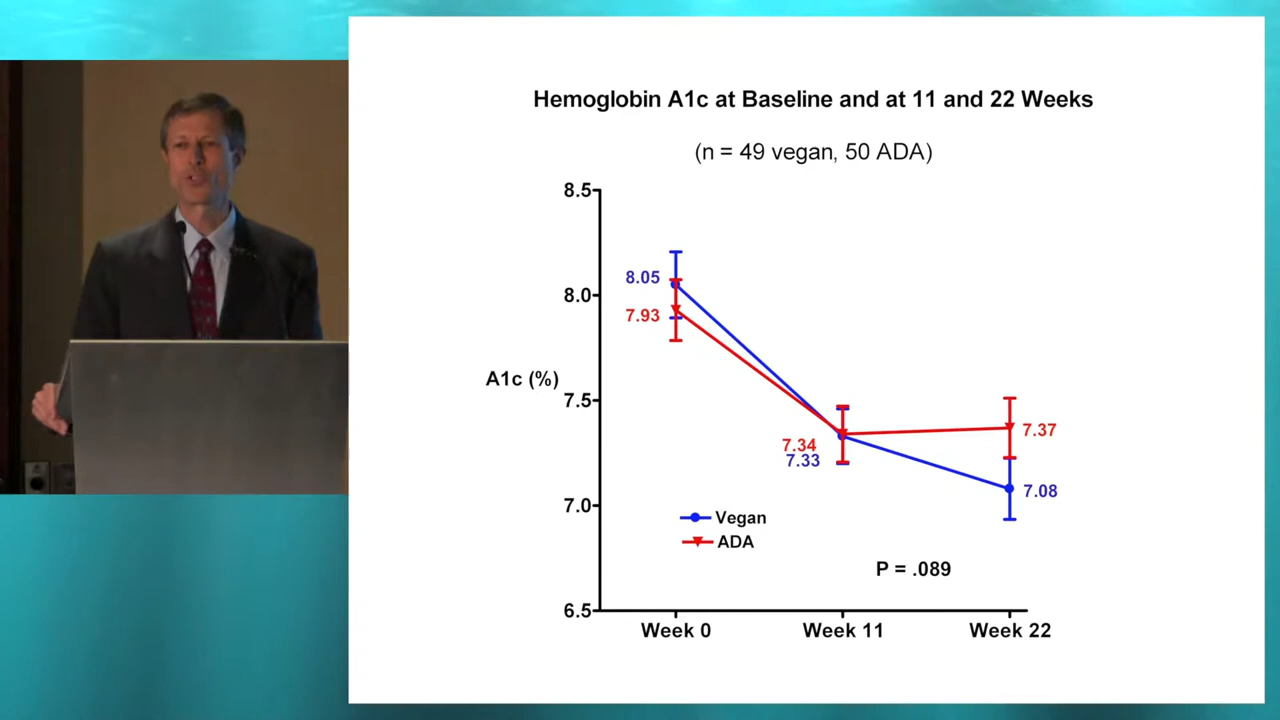 Hemoglobin A1c at Baseline and at 11 and 22 Weeks
(n = 49 vegan, 50 ADA)
8.5
8.05
8.0
7.93
A1c (%)
7.5
7.37
7.34
7.33
7.08
7.0
Vegan
ADA
P = .089
6.5
Week 0 Week 11 Week 22